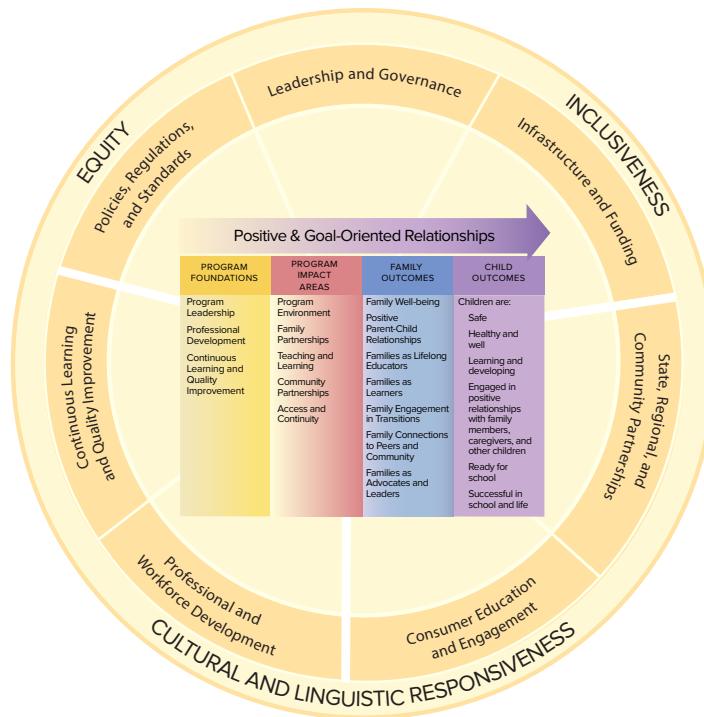 EQUITY
INCLUSIVENESS
CULTURAL AND LINGUISTIC RESPONSIVENESS
Leadership and Governance
Infrastructure and Funding
State, Regional, and
Community Partnerships
Consumer Education
and Engagement
Professional and
Workforce Development
Continuous Learning
and Quality Improvement
Policies, Regulations,
and Standards
Positive & Goal-Oriented Relationships
PROGRAM
FOUNDATIONS
Program
Leadership
Professional
Development
Continuous
Learning and
Quality
Improvement
PROGRAM
IMPACT
AREAS
Program
Environment
Family
Partnerships
Teaching and
Learning
Community
Partnerships
Access and
Continuity
FAMILY
OUTCOMES
Family Well-being
Positive
Parent-Child
Relationships
Families as Lifelong
Educators
Families as
Learners
Family Engagement
in Transitions
Family Connections
to Peers and
Community
Families as
Advocates and
Leaders
CHILD
OUTCOMES
Children are:
Safe
Healthy and
well
Learning and
developing
Engaged in
positive
relationships
with family
members,
caregivers, and
other children
Ready for
school
Successful in
school and life